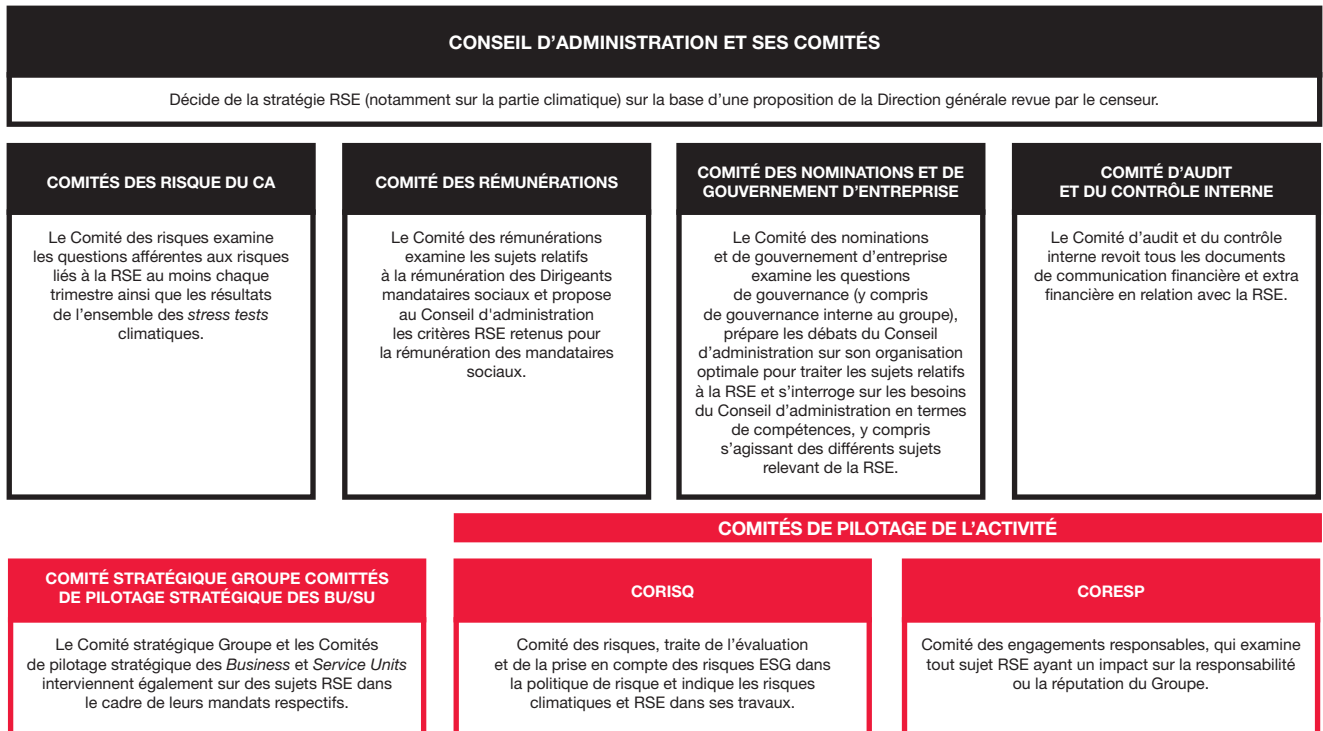 CONSEIL D'ADMINISTRATION ET SES COMITÉS
Décide de la stratégie RSE (notamment sur la partie climatique) sur la base d'une proposition de la Direction générale revue par le censeur.
COMITÉS DES RISQUE DU CA
Le Comité des risques examine
les questions afférentes aux risques
liés à la RSE au moins chaque
trimestre ainsi que les résultats
de l'ensemble des stress tests
climatiques.
COMITÉ DES RÉMUNÉRATIONS
Le Comité des rémunérations
examine les sujets relatifs
à la rémunération des Dirigeants
mandataires sociaux et propose
au Conseil d'administration
les critères RSE retenus pour
la rémunération des mandataires
sociaux.
COMITÉ DES NOMINATIONS ET DE
GOUVERNEMENT D'ENTREPRISE
Le Comité des nominations
et de gouvernement d'entreprise
examine les questions
de gouvernance (y compris
de gouvernance interne au groupe),
prépare les débats du Conseil
d'administration sur son organisation
optimale pour traiter les sujets relatifs
à la RSE et s'interroge sur les besoins
du Conseil d'administration en termes
de compétences, y compris
s'agissant des différents sujets
relevant de la RSE.
COMITÉ D'AUDIT
ET DU CONTRÔLE INTERNE
Le Comité d'audit et du contrôle
interne revoit tous les documents
de communication financière et extra
financière en relation avec la RSE.
COMITÉS DE PILOTAGE DE L'ACTIVITÉ
COMITÉ STRATÉGIQUE GROUPE COMITTÉS
DE PILOTAGE STRATÉGIQUE DES BU/SU
Le Comité stratégique Groupe et les Comités
de pilotage stratégique des Business et Service Units
interviennent également sur des sujets RSE dans
le cadre de leurs mandats respectifs.
CORISQ
Comité des risques, traite de l'évaluation
et de la prise en compte des risques ESG dans
la politique de risque et indique les risques
climatiques et RSE dans ses travaux.
CORESP
Comité des engagements responsables, qui examine
tout sujet RSE ayant un impact sur la responsabilité
ou la réputation du Groupe.